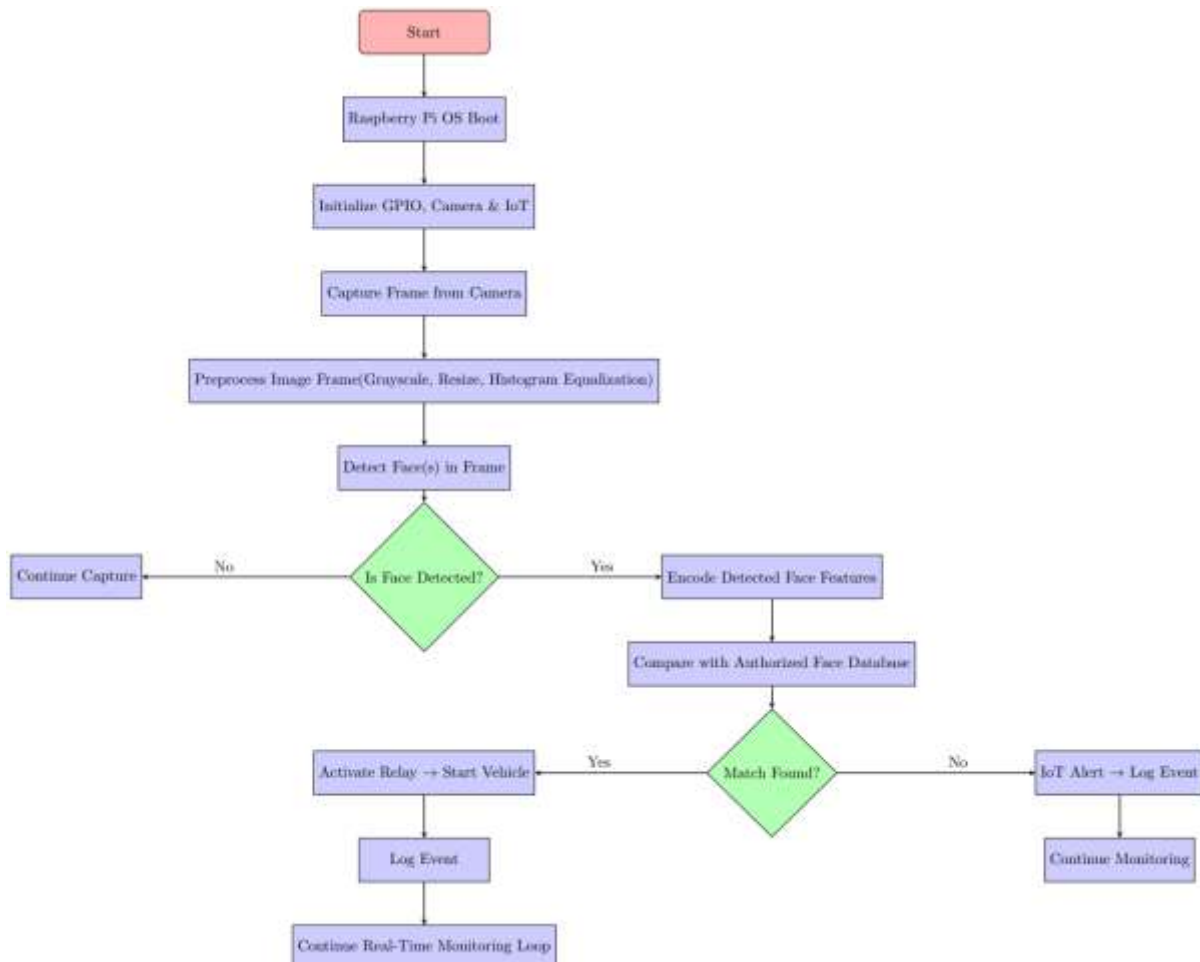 Start
Raspberry Pi OS Boot
Initialize GPIO, Camera & IoT
Capture Frame from Camera
Preprocess Image Frame(Grayscale, Resize, Histogram Equalization)
Detect Face(s) in Frame
Is Face Detected?
No
Continue Capture
Yes
Encode Detected Face Features
Compare with Authorized Face Database
Match Found?
Yes
Activate Relay → Start Vehicle
Log Event
Continue Real-Time Monitoring Loop
No
IoT Alert → Log Event
Continue Monitoring